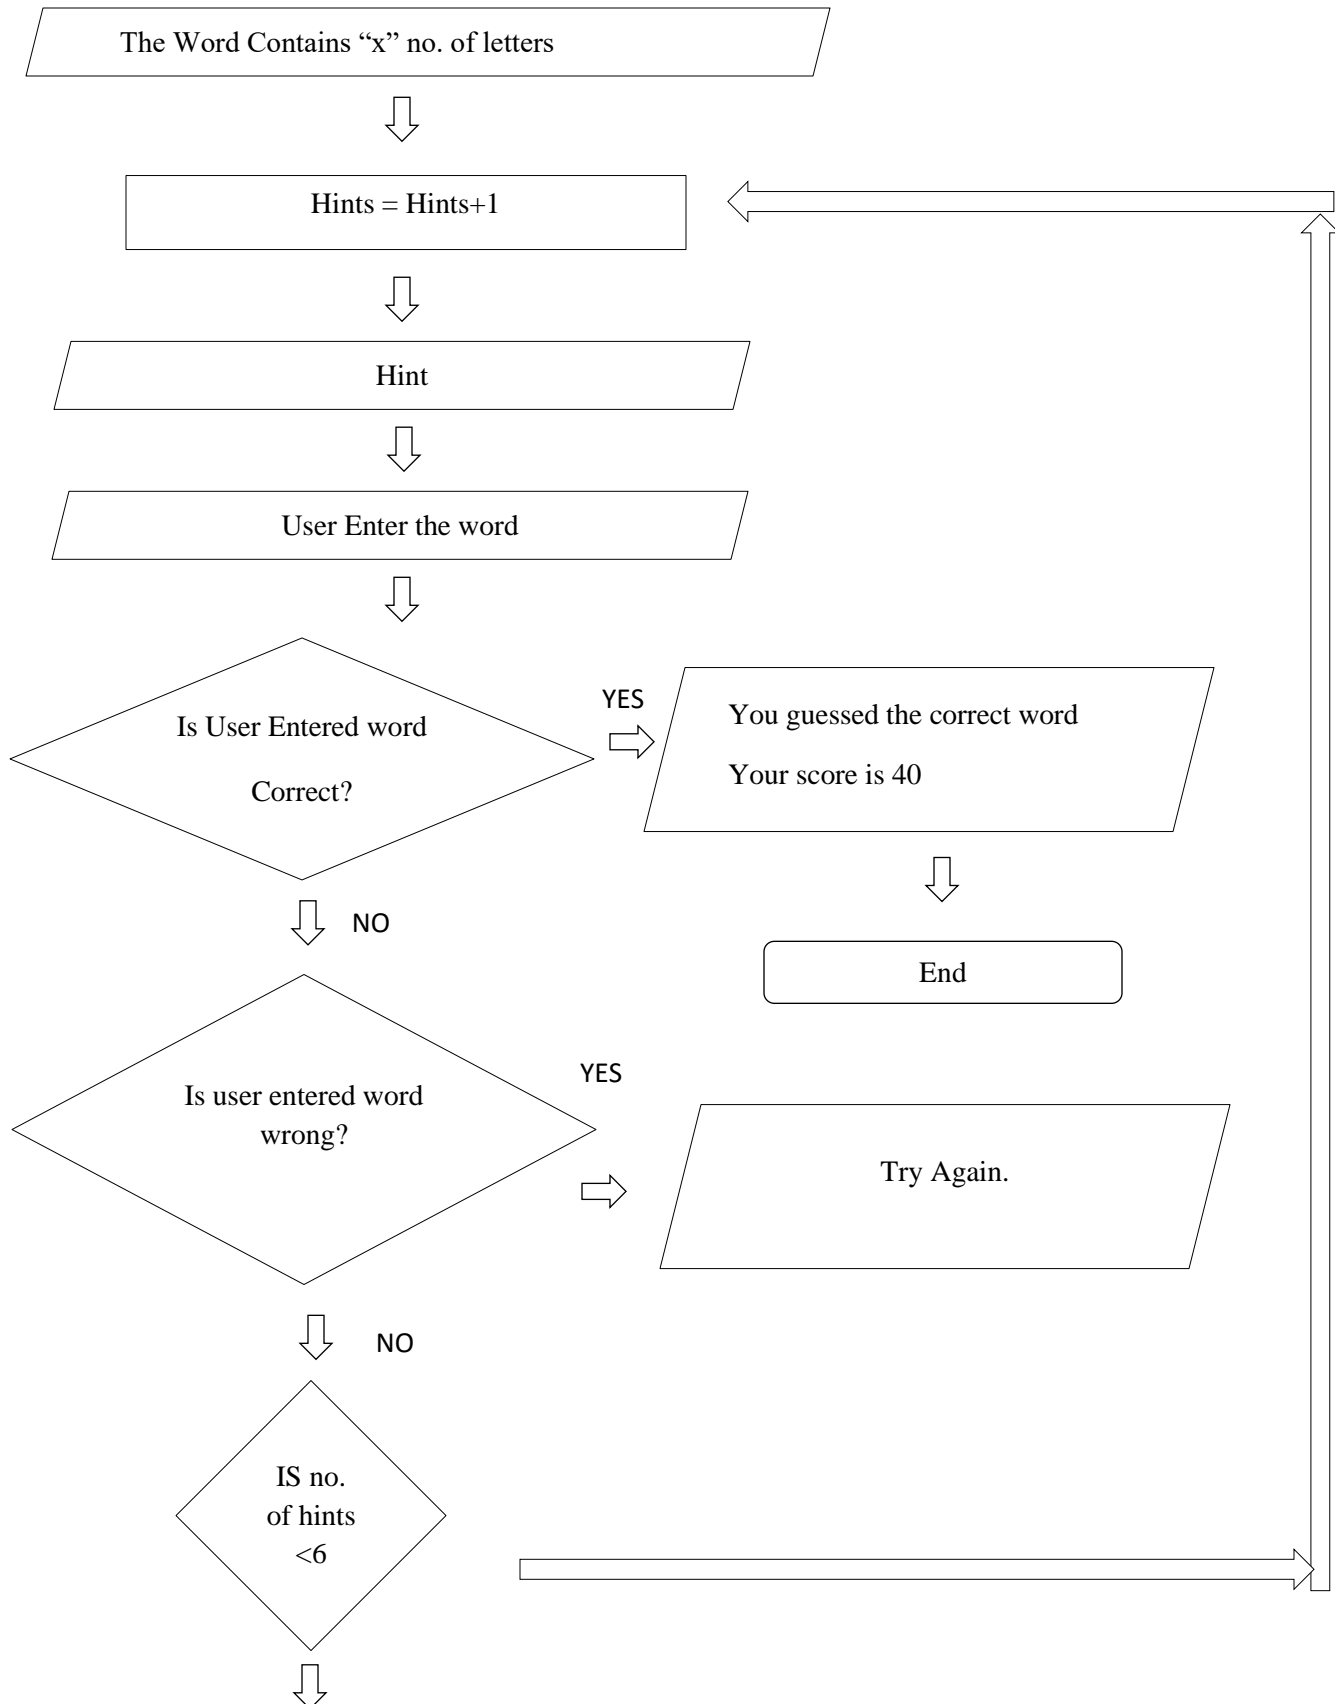 The Word Contains “x” no. of letters
Hints = Hints+1
Hint
User Enter the word
Is User Entered word
Correct?
YES
You guessed the correct word
Your score is 40
NO
End
Is user entered word
wrong?
YES
Try Again.
NO
IS no.
of hints
<6